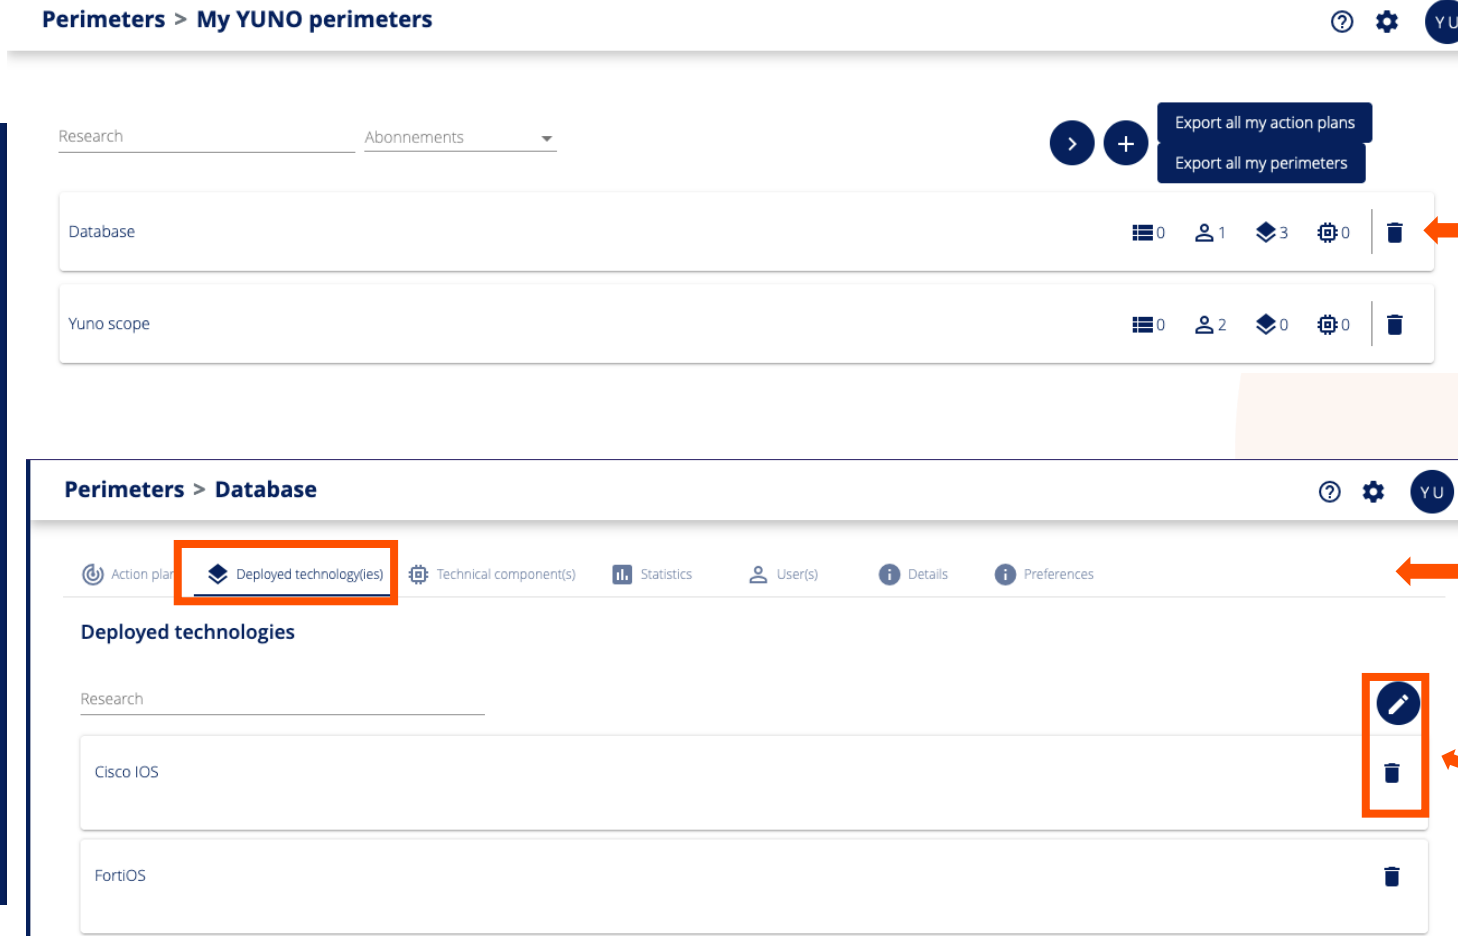 Perimeters > My YUNO perimeters
YU
Research
Abonnements
Export all my action plans
Export all my perimeters
Database
0 1 3 0
Yuno scope
0 2 0 0
Perimeters > Database
YU
Action plan Deployed technology(ies) Technical component(s) Statistics User(s) Details Preferences
Deployed technologies
Research
Cisco IOS
FortiOS